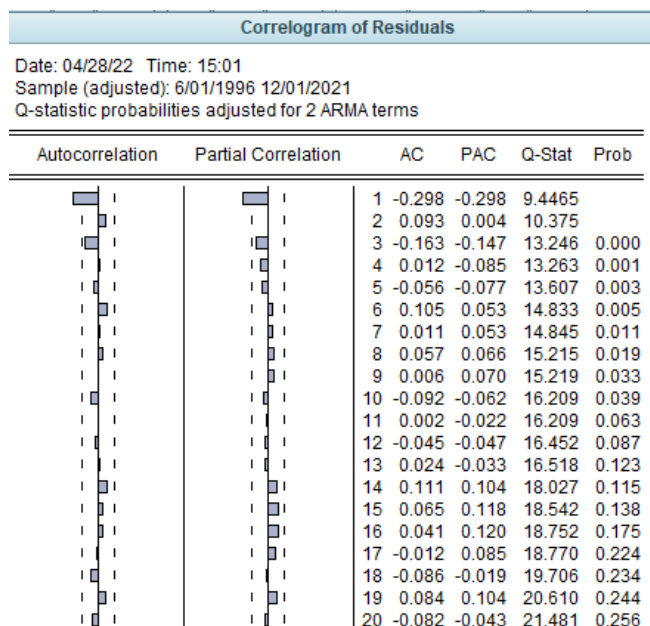 Correlogram of Residuals
Date: 04/28/22 Time: 15:01
Sample (adjusted): 6/01/1996 12/01/2021
Q-statistic probabilities adjusted for 2 ARMA terms
Autocorrelation Partial Correlation AC PAC Q-Stat Prob
1 -0.298 -0.298 9.4465
2 0.093 0.004 10.375
3 -0.163 -0.147 13.246 0.000
4 0.012 -0.085 13.263 0.001
5 -0.056 -0.077 13.607 0.003
6 0.105 0.053 14.833 0.005
7 0.011 0.053 14.845 0.011
8 0.057 0.066 15.215 0.019
9 0.006 0.070 15.219 0.033
10 -0.092 -0.062 16.209 0.039
11 0.002 -0.022 16.209 0.063
12 -0.045 -0.047 16.452 0.087
13 0.024 -0.033 16.518 0.123
14 0.111 0.104 18.027 0.115
15 0.065 0.118 18.542 0.138
16 0.041 0.120 18.752 0.175
17 -0.012 0.085 18.770 0.224
18 -0.086 -0.019 19.706 0.234
19 0.084 0.104 20.610 0.244
20 -0.082 -0.043 21.481 0.256